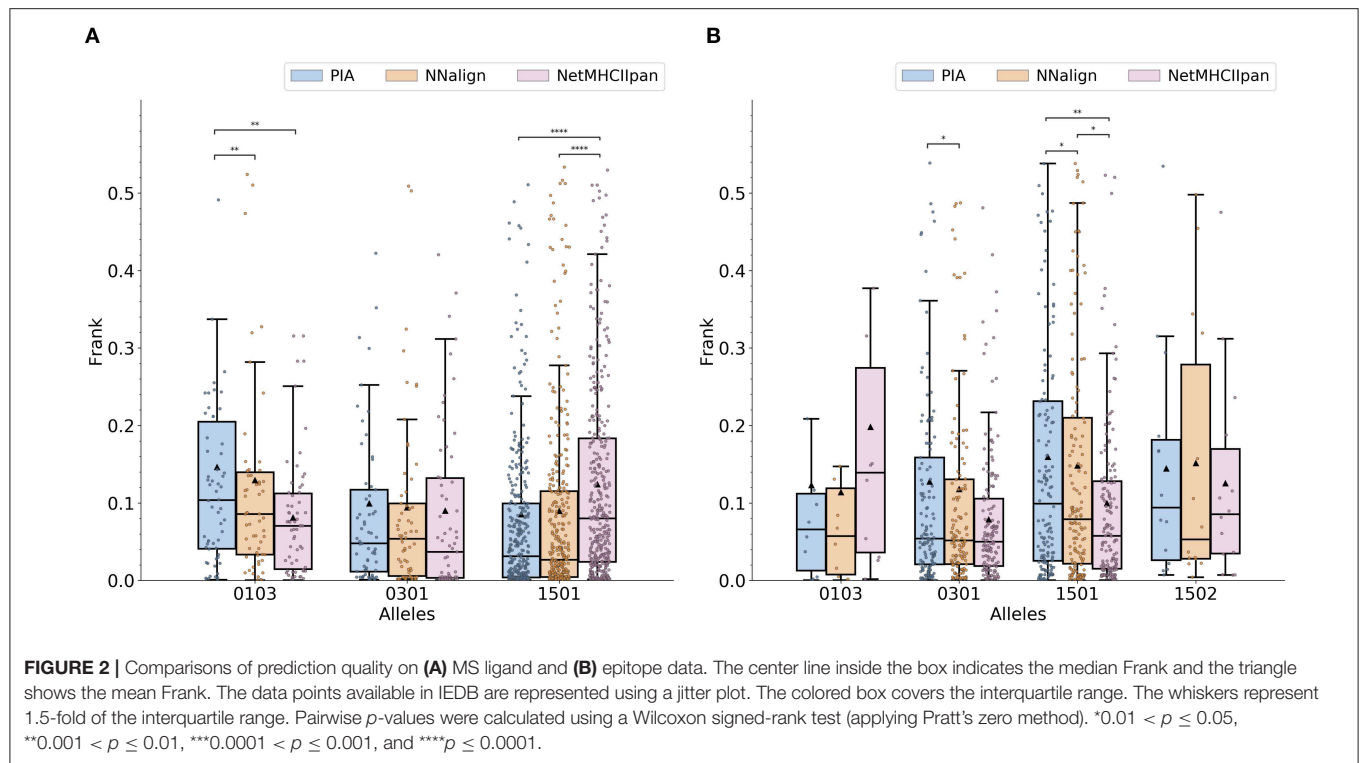 A
B
PIA NNalign NetMHCIIpan
PIA NNalign NetMHCIIpan
** ** **** ****
* ** * *
0.5 0.5
0.4 0.4
0.3 0.3
0.2 0.2
0.1 0.1
0.0 0.0
Frank Frank
0103 0301 1501
0103 0301 1501 1502
Alleles Alleles
FIGURE 2 | Comparisons of prediction quality on (A) MS ligand and (B) epitope data. The center line inside the box indicates the median Frank and the triangle
shows the mean Frank. The data points available in IEDB are represented using a jitter plot. The colored box covers the interquartile range. The whiskers represent
1.5-fold of the interquartile range. Pairwise p-values were calculated using a Wilcoxon signed-rank test (applying Pratt's zero method). *0.01 < p ≤ 0.05,
**0.001 < p ≤ 0.01, ***0.0001 < p ≤ 0.001, and ****p ≤ 0.0001.